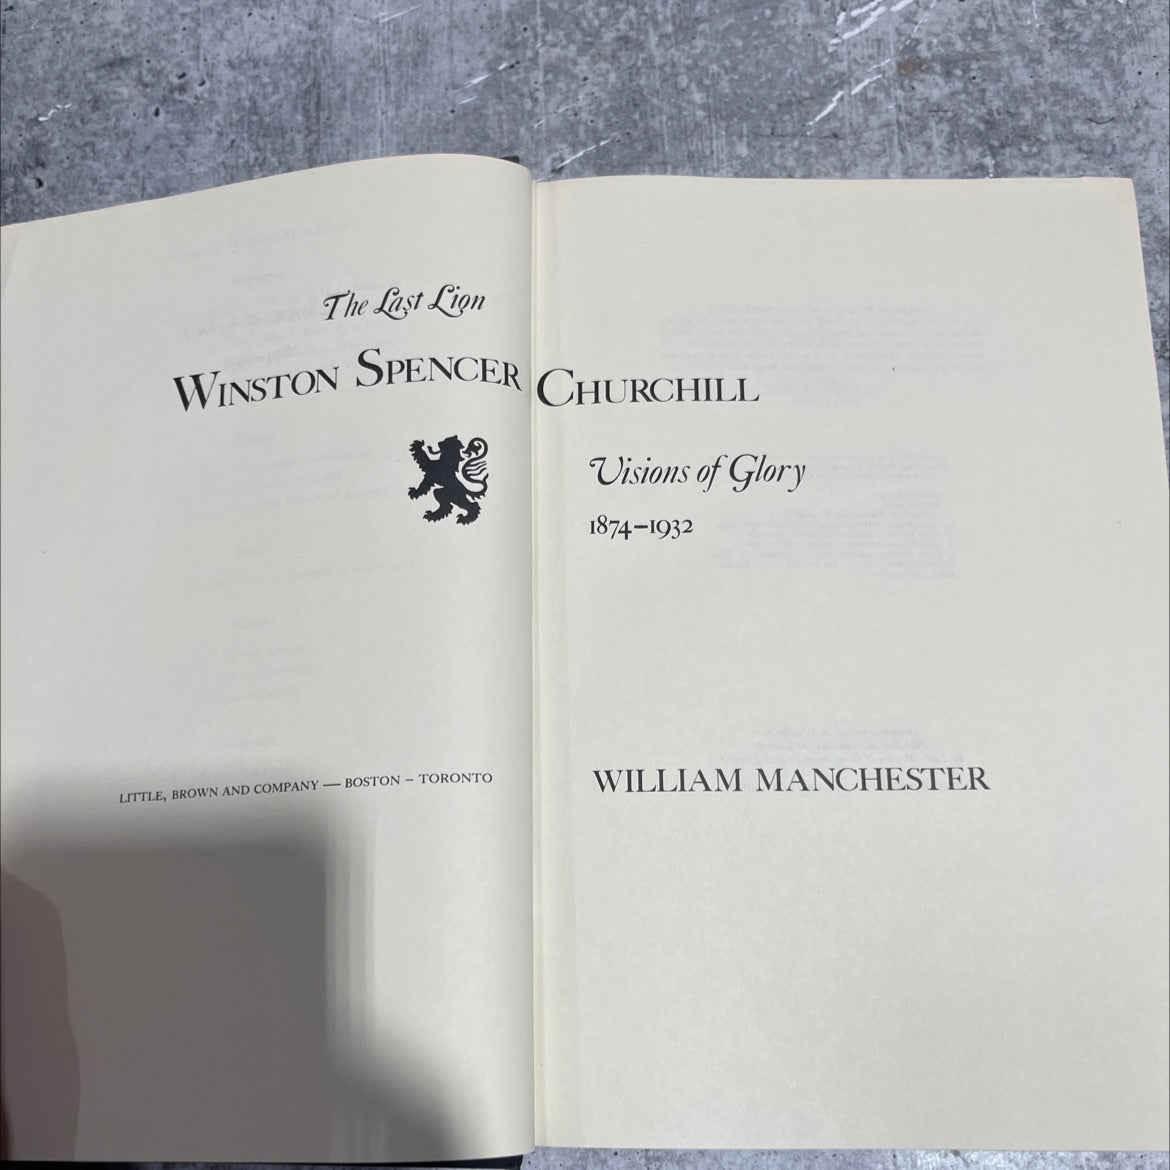 The Last Lion
WINSTON SPENCER CHURCHILL
Visions of Glory
1874–1932
LITTLE, BROWN AND COMPANY — BOSTON – TORONTO
WILLIAM MANCHESTER